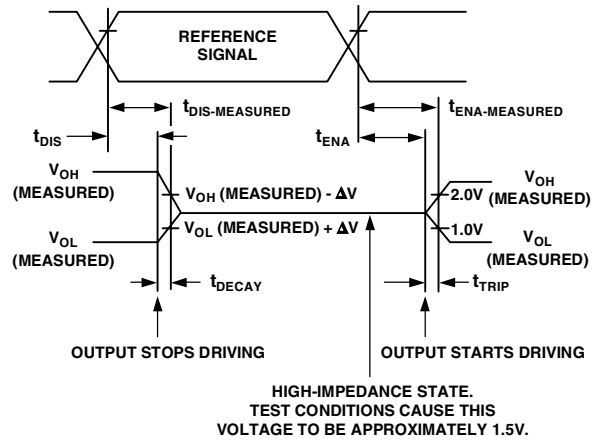 REFERENCE
SIGNAL
tDIS-MEASURED
tENA-MEASURED
tDIS
tENA
VOH
(MEASURED)
VOH (MEASURED) - ΔV
2.0V
VOH
(MEASURED)
VOL
(MEASURED)
VOL (MEASURED) + ΔV
1.0V
VOL
(MEASURED)
tDECAY
tTRIP
OUTPUT STOPS DRIVING
OUTPUT STARTS DRIVING
HIGH-IMPEDANCE STATE.
TEST CONDITIONS CAUSE THIS
VOLTAGE TO BE APPROXIMATELY 1.5V.